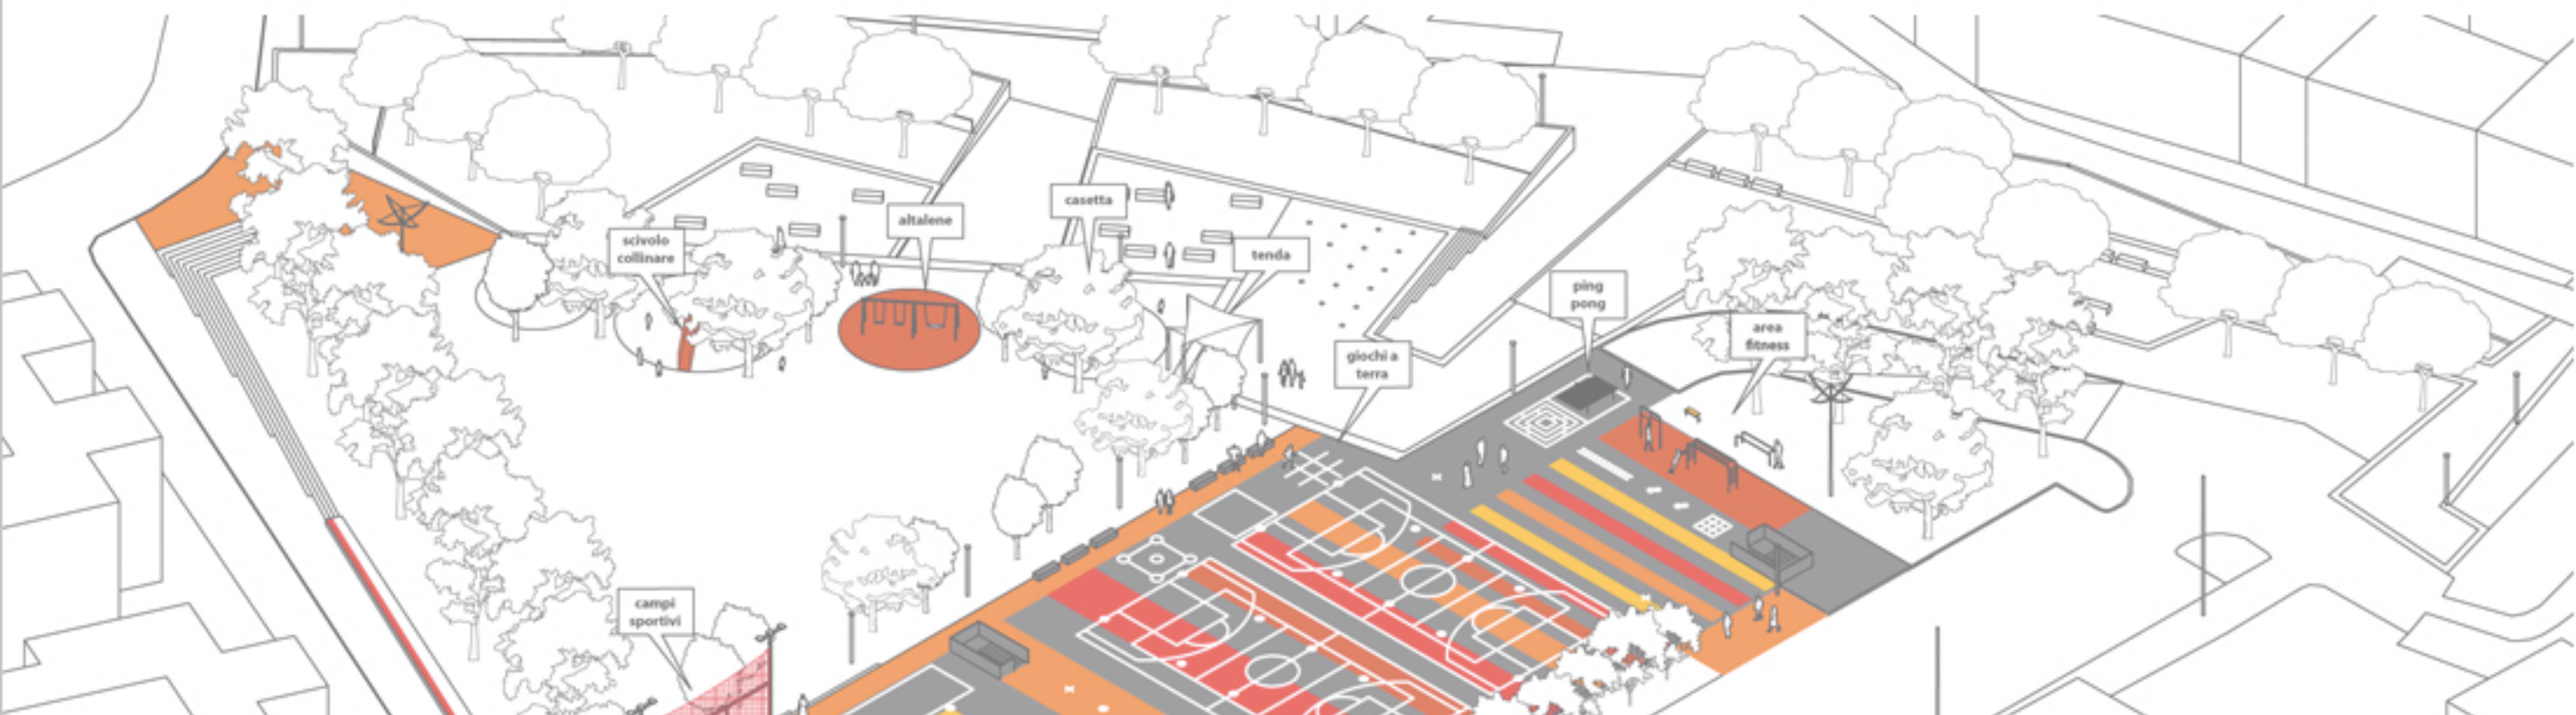 altalene
casetta
scivolo
collinare
tenda
ping
pong
area
fitness
giochi a
terra
campi
sportivi